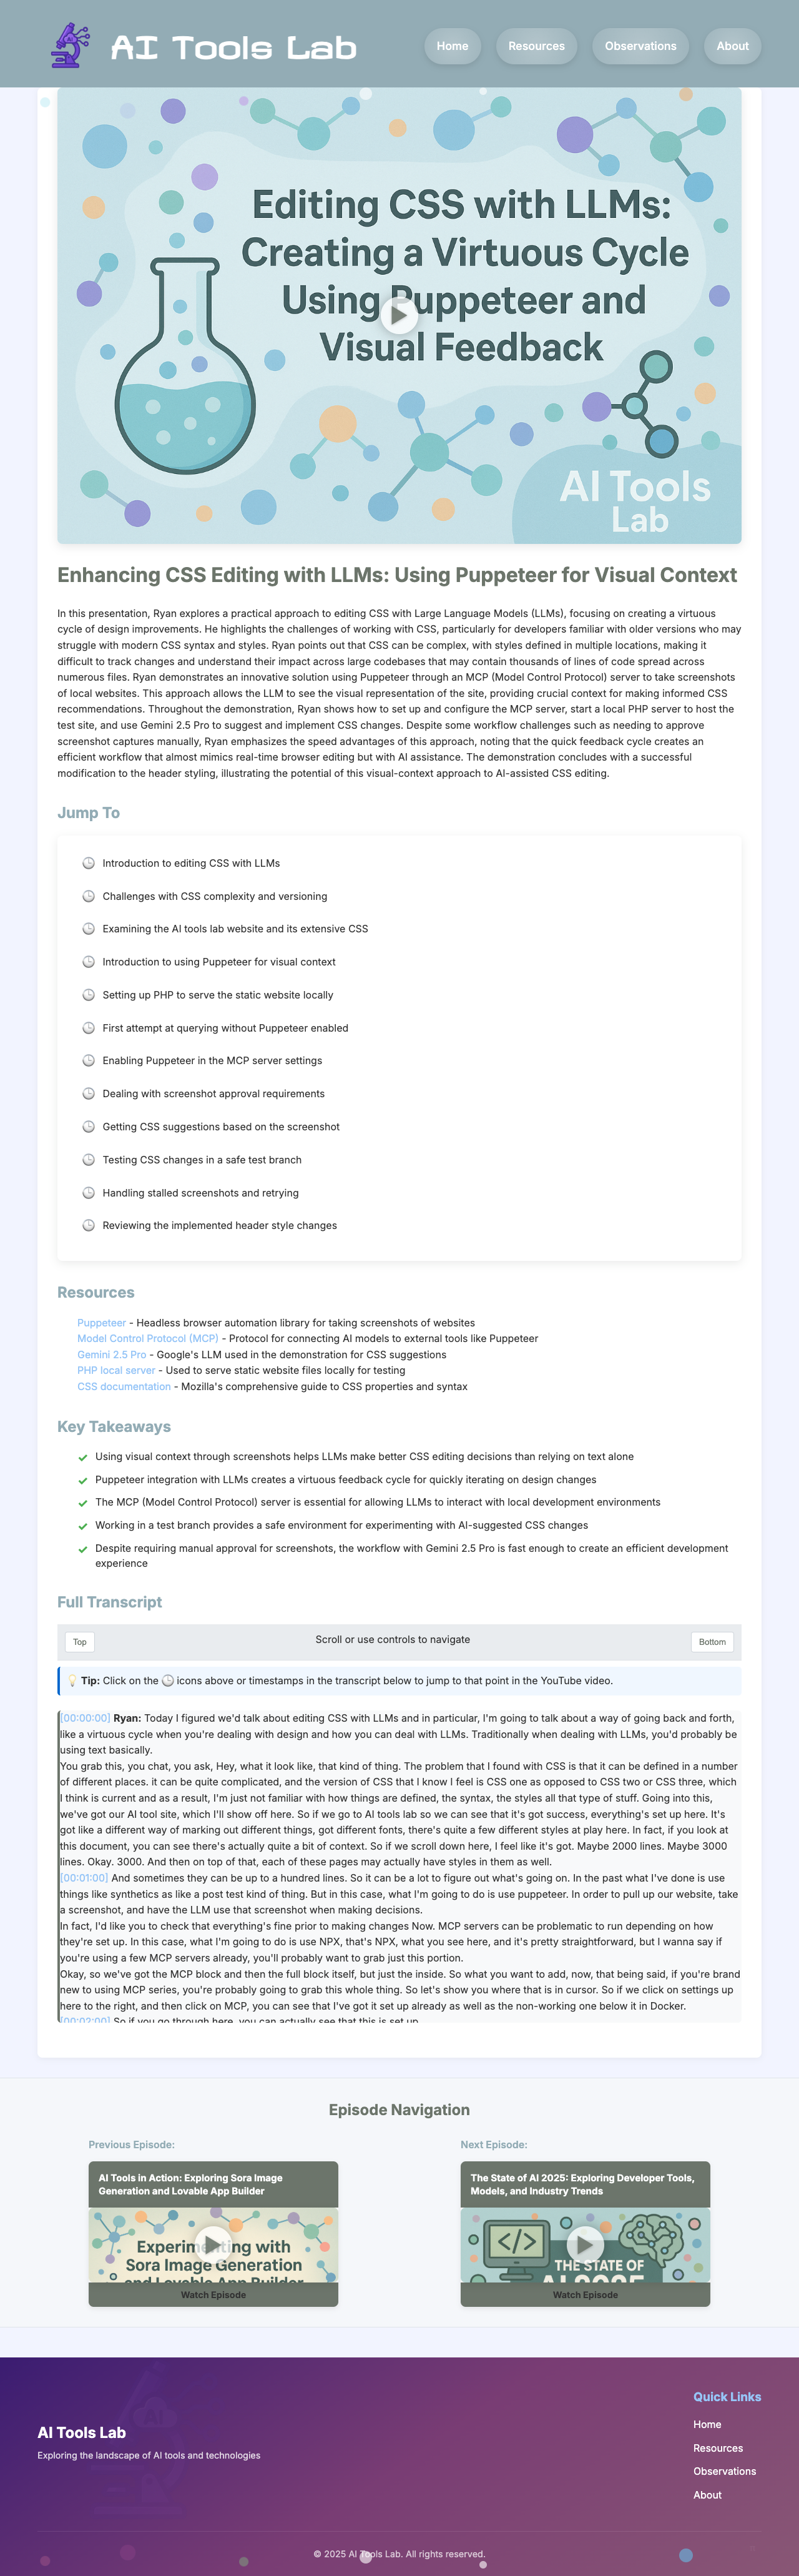 AI Tools Lab
Home
Resources
Observations
About
Editing CSS with LLMs:
Creating a Virtuous Cycle
Using Puppeteer and
Visual Feedback
AI Tools
Lab
Enhancing CSS Editing with LLMs: Using Puppeteer for Visual Context
In this presentation, Ryan explores a practical approach to editing CSS with Large Language Models (LLMs), focusing on creating a virtuous
cycle of design improvements. He highlights the challenges of working with CSS, particularly for developers familiar with older versions who may
struggle with modern CSS syntax and styles. Ryan points out that CSS can be complex, with styles defined in multiple locations, making it
difficult to track changes and understand their impact across large codebases that may contain thousands of lines of code spread across
numerous files. Ryan demonstrates an innovative solution using Puppeteer through an MCP (Model Control Protocol) server to take screenshots
of local websites. This approach allows the LLM to see the visual representation of the site, providing crucial context for making informed CSS
recommendations. Throughout the demonstration, Ryan shows how to set up and configure the MCP server, start a local PHP server to host the
test site, and use Gemini 2.5 Pro to suggest and implement CSS changes. Despite some workflow challenges such as needing to approve
screenshot captures manually, Ryan emphasizes the speed advantages of this approach, noting that the quick feedback cycle creates an
efficient workflow that almost mimics real-time browser editing but with AI assistance. The demonstration concludes with a successful
modification to the header styling, illustrating the potential of this visual-context approach to AI-assisted CSS editing.
Jump To
Introduction to editing CSS with LLMs
Challenges with CSS complexity and versioning
Examining the AI tools lab website and its extensive CSS
Introduction to using Puppeteer for visual context
Setting up PHP to serve the static website locally
First attempt at querying without Puppeteer enabled
Enabling Puppeteer in the MCP server settings
Dealing with screenshot approval requirements
Getting CSS suggestions based on the screenshot
Testing CSS changes in a safe test branch
Handling stalled screenshots and retrying
Reviewing the implemented header style changes
Resources
Puppeteer - Headless browser automation library for taking screenshots of websites
Model Control Protocol (MCP) - Protocol for connecting AI models to external tools like Puppeteer
Gemini 2.5 Pro - Google's LLM used in the demonstration for CSS suggestions
PHP local server - Used to serve static website files locally for testing
CSS documentation - Mozilla's comprehensive guide to CSS properties and syntax
Key Takeaways
Using visual context through screenshots helps LLMs make better CSS editing decisions than relying on text alone
Puppeteer integration with LLMs creates a virtuous feedback cycle for quickly iterating on design changes
The MCP (Model Control Protocol) server is essential for allowing LLMs to interact with local development environments
Working in a test branch provides a safe environment for experimenting with AI-suggested CSS changes
Despite requiring manual approval for screenshots, the workflow with Gemini 2.5 Pro is fast enough to create an efficient development
experience
Full Transcript
Top
Scroll or use controls to navigate
Bottom
Tip: Click on the icons above or timestamps in the transcript below to jump to that point in the YouTube video.
[00:00:00] Ryan: Today I figured we'd talk about editing CSS with LLMs and in particular, I'm going to talk about a way of going back and forth,
like a virtuous cycle when you're dealing with design and how you can deal with LLMs. Traditionally when dealing with LLMs, you'd probably be
using text basically.
You grab this, you chat, you ask, Hey, what it look like, that kind of thing. The problem that I found with CSS is that it can be defined in a number
of different places. it can be quite complicated, and the version of CSS that I know I feel is CSS one as opposed to CSS two or CSS three, which
I think is current and as a result, I'm just not familiar with how things are defined, the syntax, the styles all that type of stuff. Going into this,
we've got our AI tool site, which I'll show off here. So if we go to AI tools lab so we can see that it's got success, everything's set up here. It's
got like a different way of marking out different things, got different fonts, there's quite a few different styles at play here. In fact, if you look at
this document, you can see there's actually quite a bit of context. So if we scroll down here, I feel like it's got. Maybe 2000 lines. Maybe 3000
lines. Okay. 3000. And then on top of that, each of these pages may actually have styles in them as well.
[00:01:00] And sometimes they can be up to a hundred lines. So it can be a lot to figure out what's going on. In the past what I've done is use
things like synthetics as like a post test kind of thing. But in this case, what I'm going to do is use puppeteer. In order to pull up our website, take
a screenshot, and have the LLM use that screenshot when making decisions.
In fact, I'd like you to check that everything's fine prior to making changes Now. MCP servers can be problematic to run depending on how
they're set up. In this case, what I'm going to do is use NPX, that's NPX, what you see here, and it's pretty straightforward, but I wanna say if
you're using a few MCP servers already, you'll probably want to grab just this portion.
Okay, so we've got the MCP block and then the full block itself, but just the inside. So what you want to add, now, that being said, if you're brand
new to using MCP series, you're probably going to grab this whole thing. So let's show you where that is in cursor. So if we click on settings up
here to the right, and then click on MCP, you can see that I've got it set up already as well as the non-working one below it in Docker.
[00:02:00] So if you go through here, you can actually see that this is set up.
Episode Navigation
Previous Episode:
AI Tools in Action: Exploring Sora Image
Generation and Lovable App Builder
Experimenting with
Sora Image Generation
and Lovable App Builder
Watch Episode
Next Episode:
The State of AI 2025: Exploring Developer Tools,
Models, and Industry Trends
THE STATE OF
AI 2025
Watch Episode
AI Tools Lab
Exploring the landscape of AI tools and technologies
Quick Links
Home
Resources
Observations
About
© 2025 AI Tools Lab. All rights reserved.